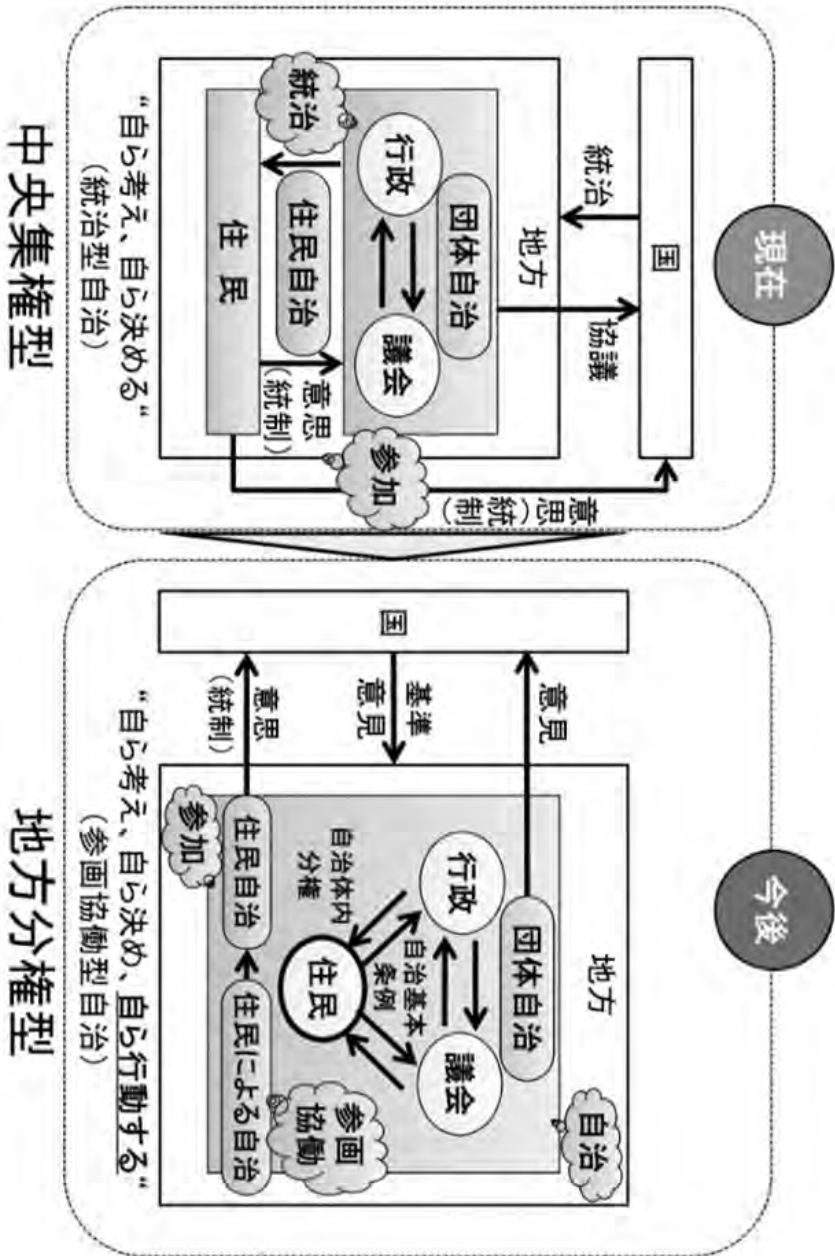 現在
国
統治
協議
地方
団体自治
行政
議会
統治
住民自治
意思
(統制)
住民
参加
意思(統制)
“自ら考え、自ら決める“
(統治型自治)
中央集権型
今後
国
意見
基準
意見
意思
(統制)
地方
自治
団体自治
行政
議会
自治基本
条例
自治体内
分権
住民
参画
協働
住民自治
住民による自治
参加
“自ら考え、自ら決め、自ら行動する“
(参画協働型自治)
地方分権型